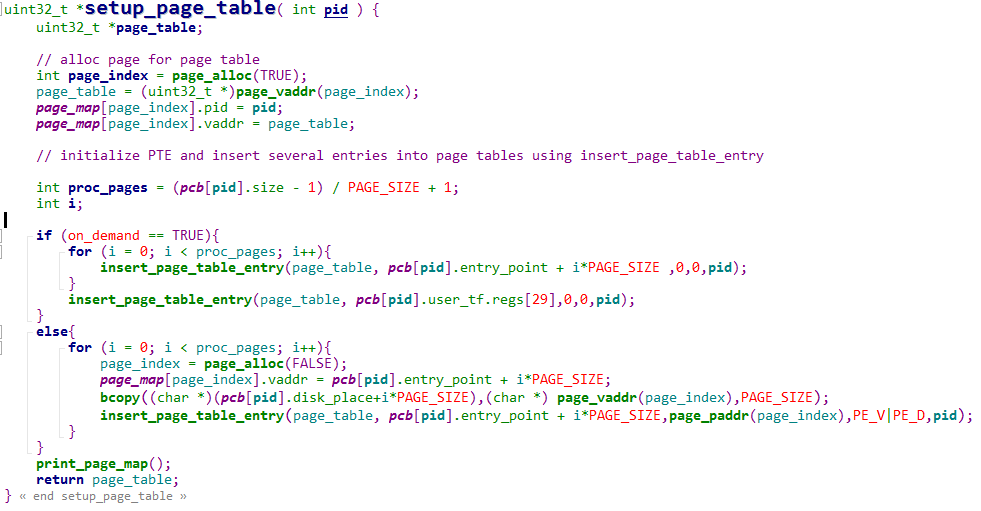 uint32_t *setup_page_table( int pid ) {
    uint32_t *page_table;

    // alloc page for page table
    int page_index = page_alloc(TRUE);
    page_table = (uint32_t *)page_vaddr(page_index);
    page_map[page_index].pid = pid;
    page_map[page_index].vaddr = page_table;

    // initialize PTE and insert several entries into page tables using insert_page_table_entry

    int proc_pages = (pcb[pid].size - 1) / PAGE_SIZE + 1;
    int i;

    if (on_demand == TRUE){
        for (i = 0; i < proc_pages; i++){
            insert_page_table_entry(page_table, pcb[pid].entry_point + i*PAGE_SIZE ,0,0,pid);
        }
        insert_page_table_entry(page_table, pcb[pid].user_tf.regs[29],0,0,pid);
    }
    else{
        for (i = 0; i < proc_pages; i++){
            page_index = page_alloc(FALSE);
            page_map[page_index].vaddr = pcb[pid].entry_point + i*PAGE_SIZE;
            bcopy((char *)(pcb[pid].disk_place+i*PAGE_SIZE),(char *) page_vaddr(page_index),PAGE_SIZE);
            insert_page_table_entry(page_table, pcb[pid].entry_point + i*PAGE_SIZE,page_paddr(page_index),PE_V|PE_D,pid);
        }
    }
    print_page_map();
    return page_table;
} « end setup_page_table »